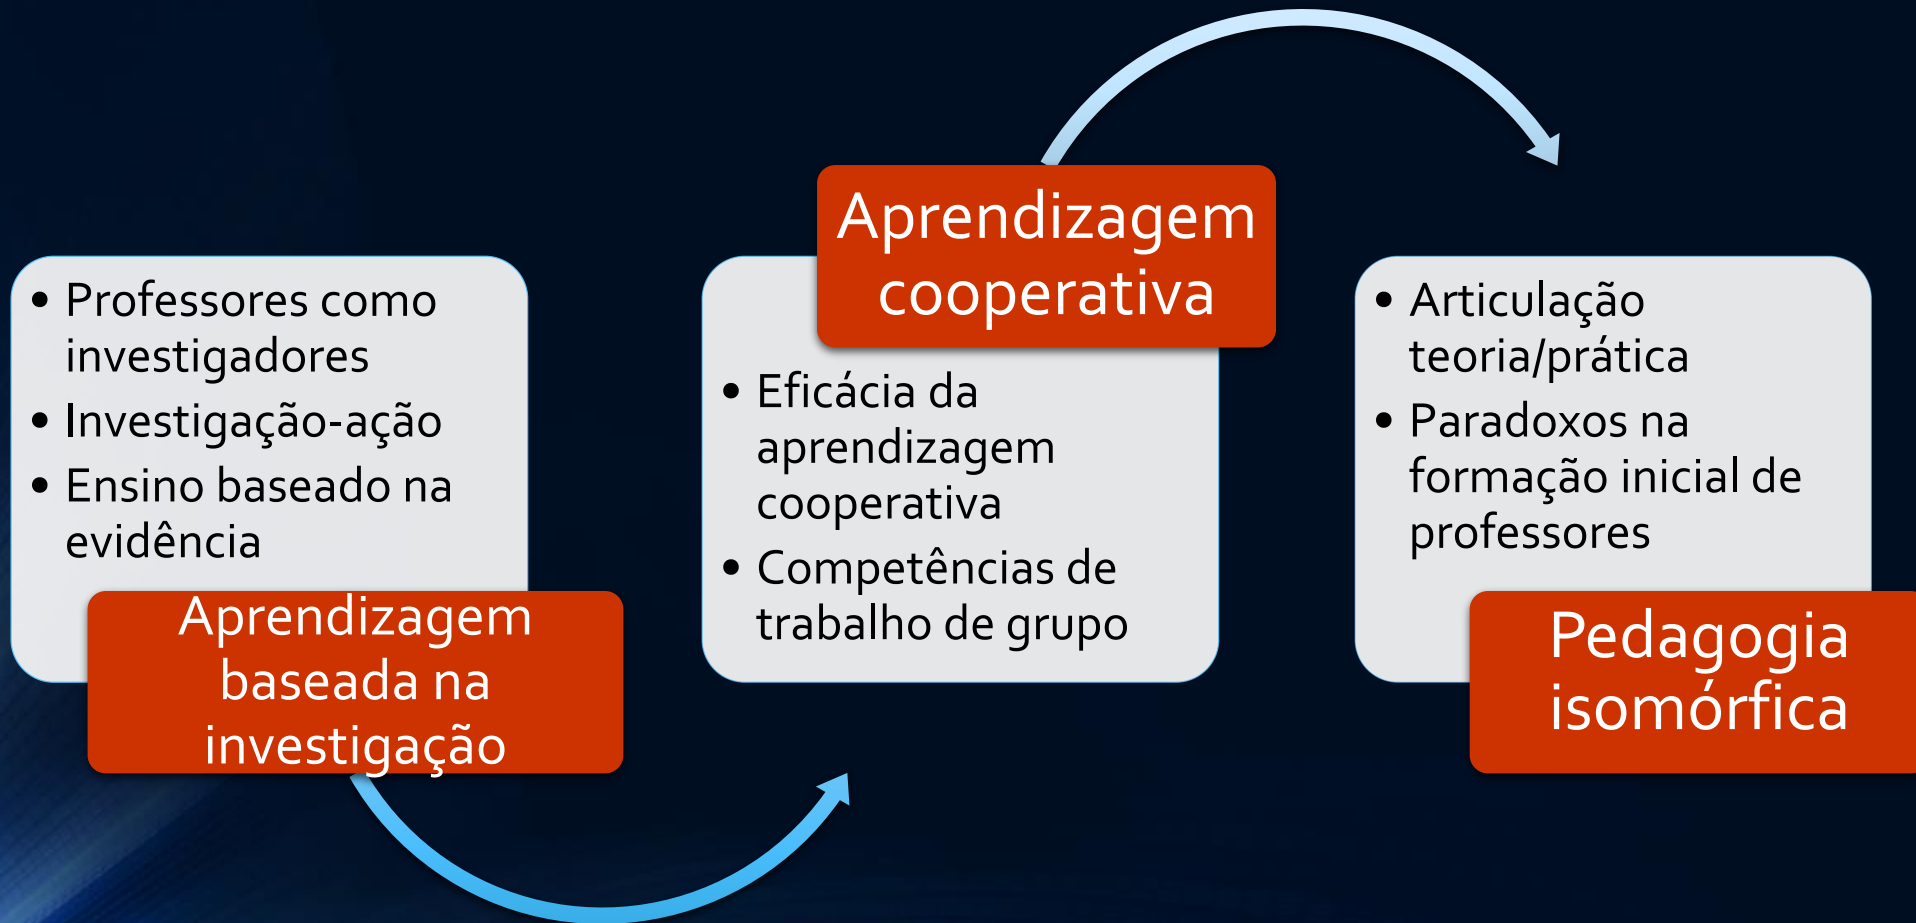 • Professores como
investigadores
• Investigação-ação
• Ensino baseado na
evidência
Aprendizagem
baseada na
investigação
Aprendizagem
cooperativa
• Eficácia da
aprendizagem
cooperativa
• Competências de
trabalho de grupo
• Articulação
teoria/prática
• Paradoxos na
formação inicial de
professores
Pedagogia
isomórfica